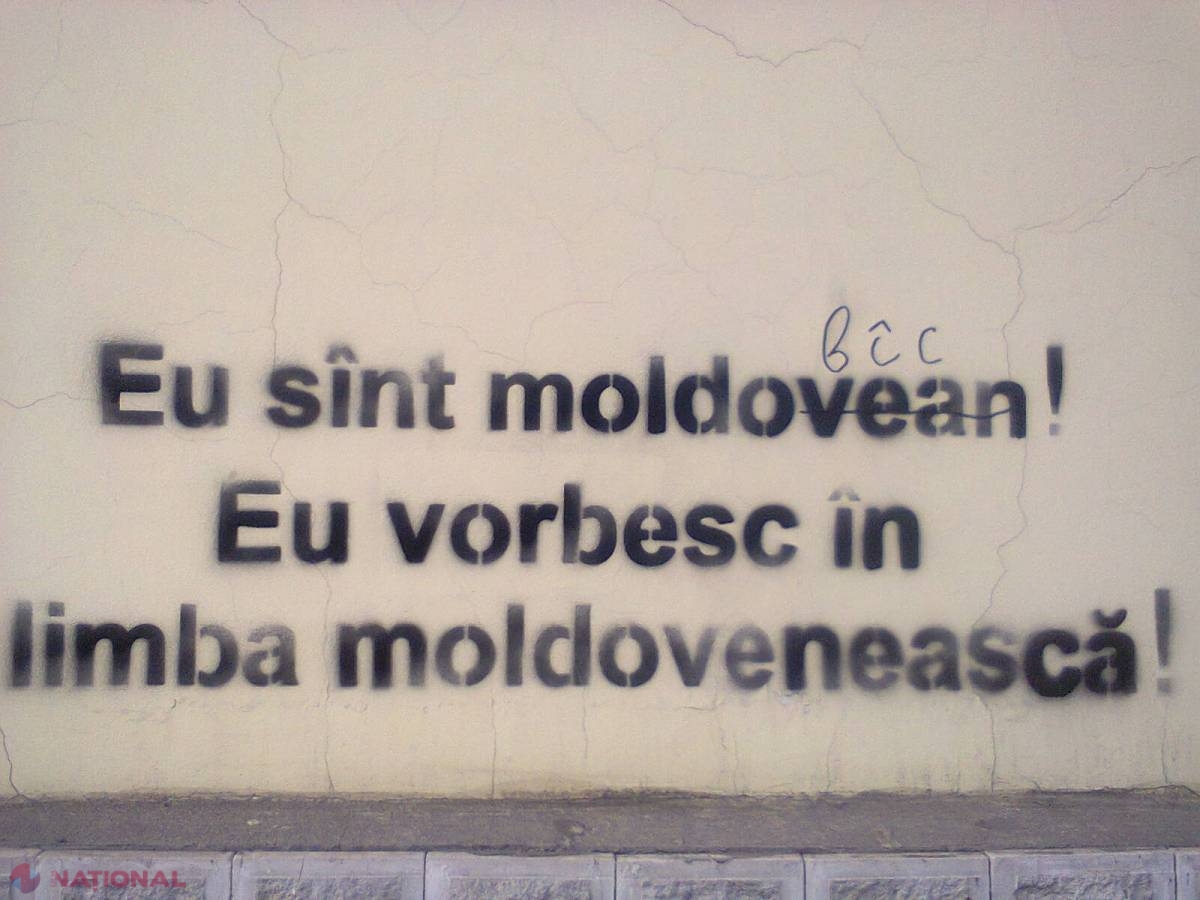 bîc
Eu sînt moldovean!
Eu vorbesc în
limba moldovenească!
NATIONAL